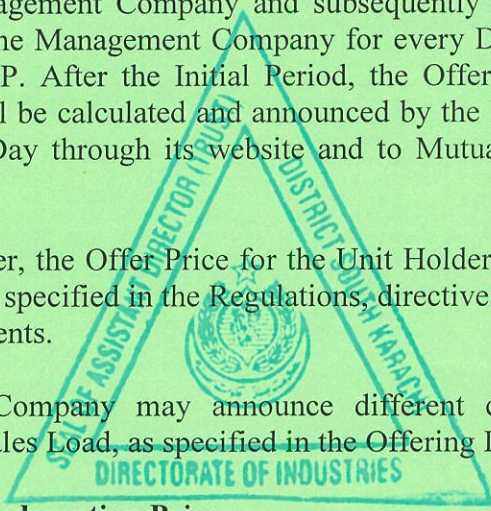 agement Company and subsequently
ne Management Company for every D
P. After the Initial Period, the Offer
l be calculated and announced by the
Day through its website and to Mutua
er, the Offer Price for the Unit Holder
specified in the Regulations, directive
ents.
Company may announce different
ales Load, as specified in the Offering
SEAL OF ASSISTANT DIRECTOR (TRUST)
DISTRICT SOUTH KARACHI
DIRECTORATE OF INDUSTRIES